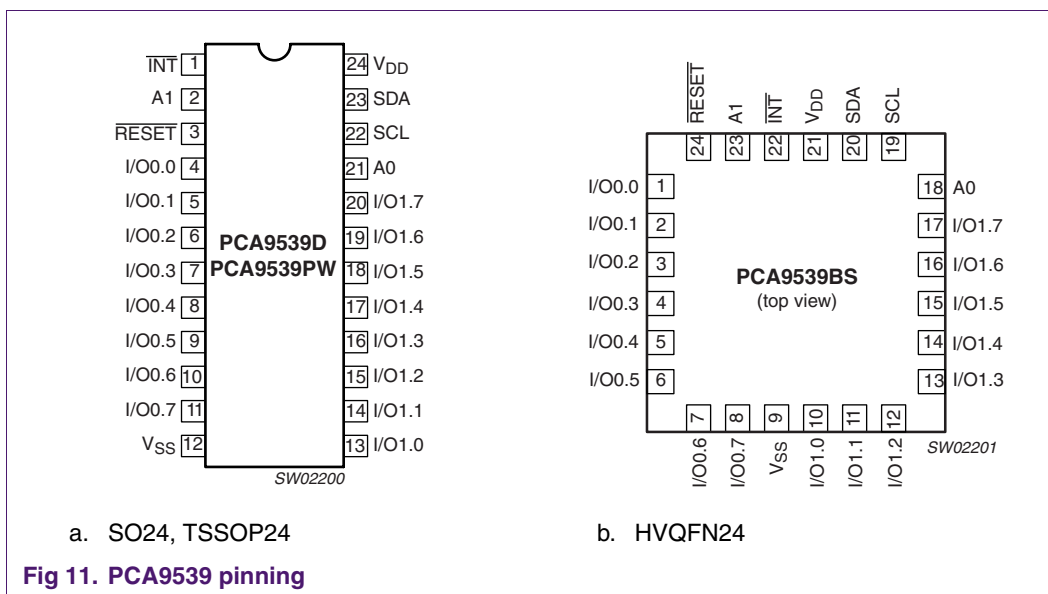 INT 1
A1 2
RESET 3
I/O0.0 4
I/O0.1 5
I/O0.2 6
I/O0.3 7
I/O0.4 8
I/O0.5 9
I/O0.6 10
I/O0.7 11
VSS 12
PCA9539D
PCA9539PW
24 VDD
23 SDA
22 SCL
21 A0
20 I/O1.7
19 I/O1.6
18 I/O1.5
17 I/O1.4
16 I/O1.3
15 I/O1.2
14 I/O1.1
13 I/O1.0
SW02200
a. SO24, TSSOP24
RESET 24
A1 23
INT 22
VDD 21
SDA 20
SCL 19
I/O0.0 1
I/O0.1 2
I/O0.2 3
I/O0.3 4
I/O0.4 5
I/O0.5 6
PCA9539BS
(top view)
18 A0
17 I/O1.7
16 I/O1.6
15 I/O1.5
14 I/O1.4
13 I/O1.3
I/O0.6 7
I/O0.7 8
VSS 9
I/O1.0 10
I/O1.1 11
I/O1.2 12
SW02201
b. HVQFN24
Fig 11. PCA9539 pinning